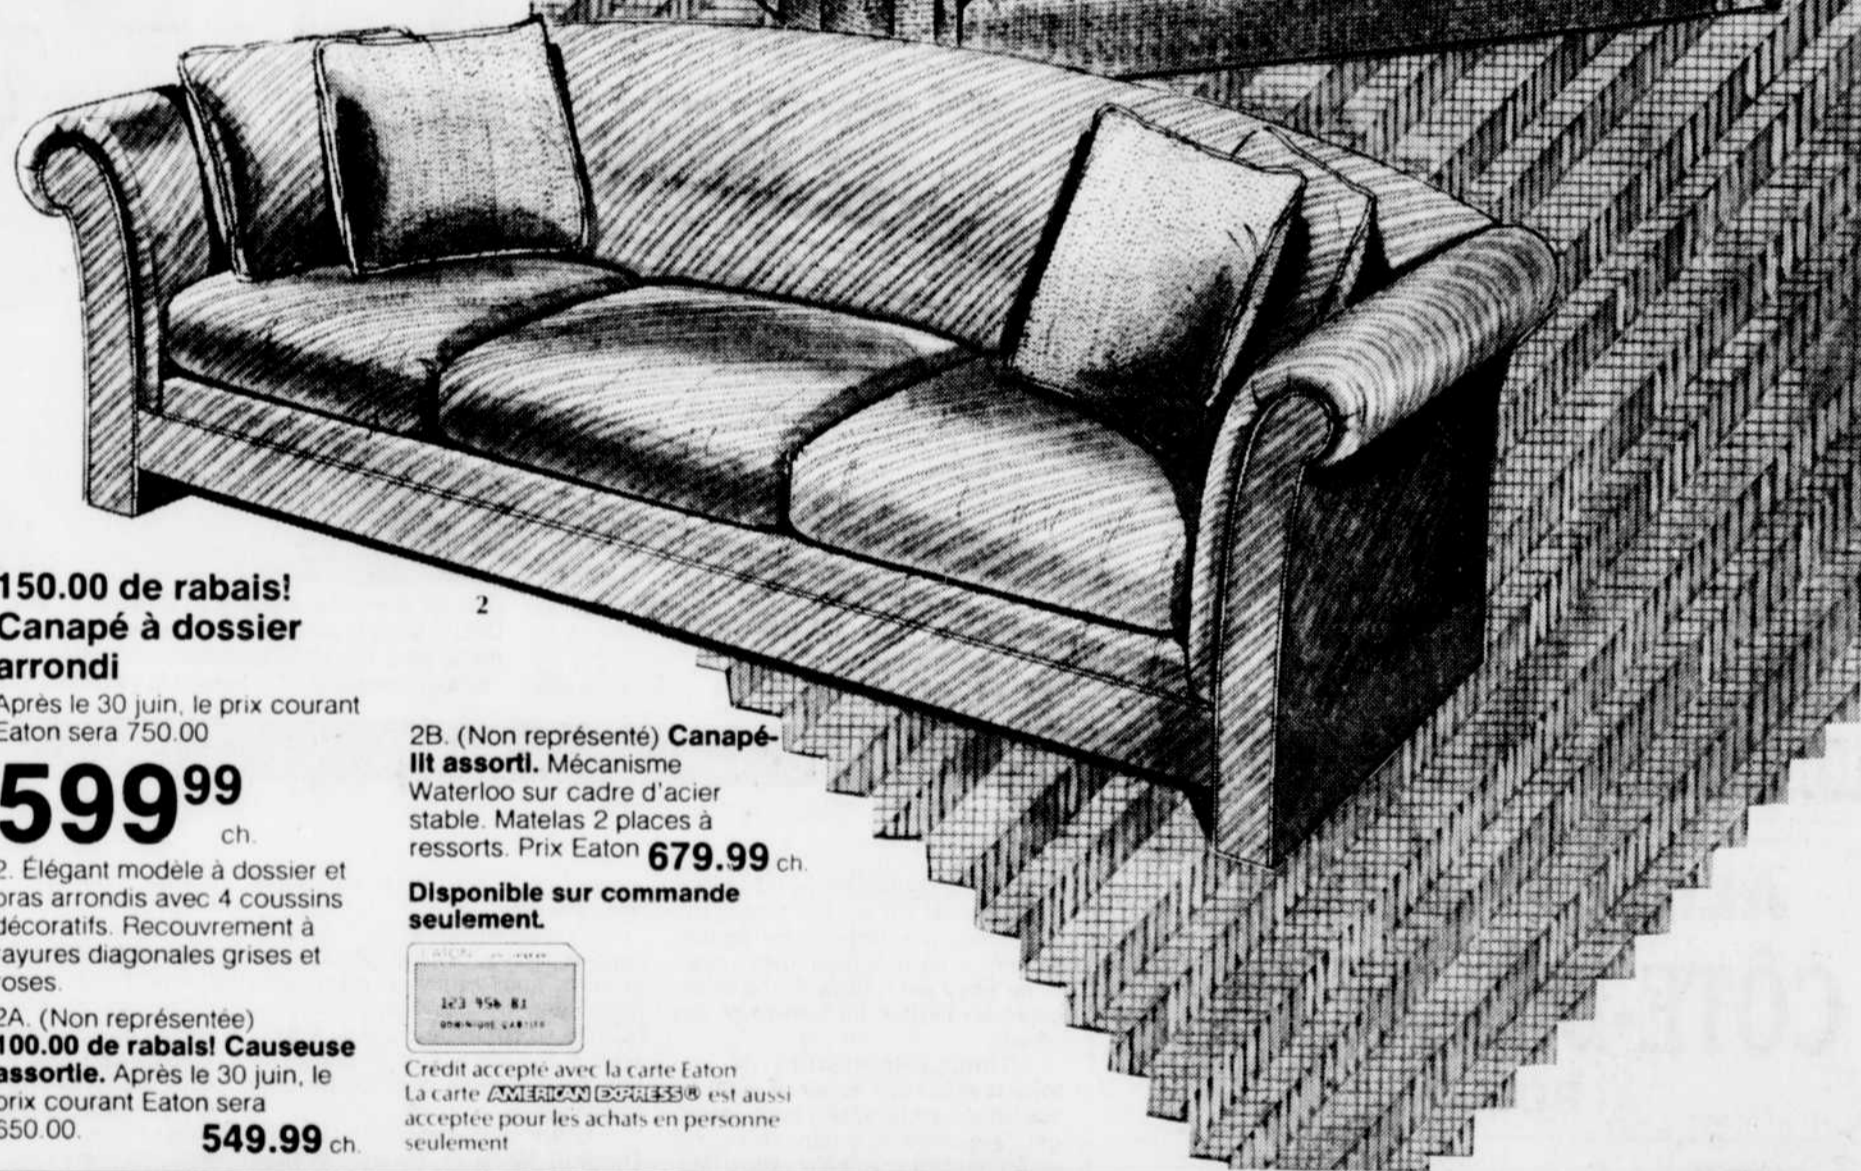 150.00 de rabais!
Canapé à dossier
arrondi
Après le 30 juin, le prix courant
Eaton sera 750.00
599 99
ch.
2. Élégant modèle à dossier et
bras arrondis avec 4 coussins
décoratifs. Recouvrement à
rayures diagonales grises et
roses.
2A. (Non représentée)
100.00 de rabais! Causeuse
assortie. Après le 30 juin, le
prix courant Eaton sera
650.00. 549.99 ch.
2
2B. (Non représenté) Canapé-
lit assorti. Mécanisme
Waterloo sur cadre d'acier
stable. Matelas 2 places à
ressorts. Prix Eaton 679.99 ch.
Disponible sur commande
seulement.
EATON
123 456 81
Crédit accepté avec la carte Eaton
La carte AMERICAN EXPRESS® est aussi
acceptée pour les achats en personne
seulement